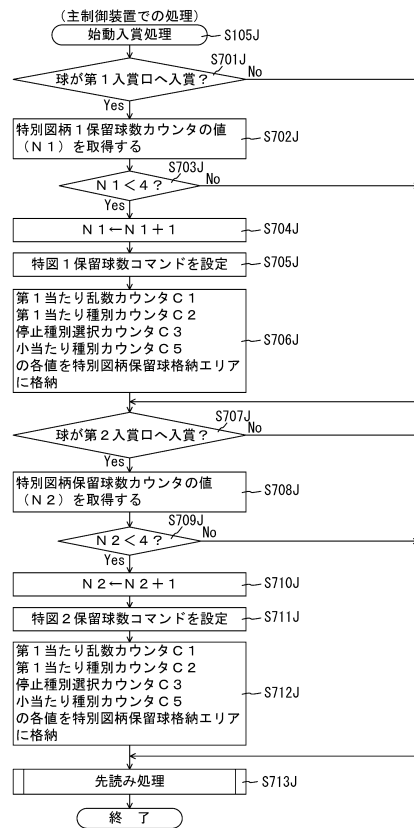 （主制御装置での処理）
始動入賞処理
S105J
S701J
球が第１入賞口へ入賞？
No
Yes
特別図柄１保留球数カウンタの値
（Ｎ１）を取得する
S702J
S703J
Ｎ１＜４？
No
Yes
Ｎ１←Ｎ１＋１
S704J
特図１保留球数コマンドを設定
S705J
第１当たり乱数カウンタＣ１
第１当たり種別カウンタＣ２
停止種別選択カウンタＣ３
小当たり種別カウンタＣ５
の各値を特別図柄保留球格納エリア
に格納
S706J
S707J
球が第２入賞口へ入賞？
No
Yes
特別図柄保留球数カウンタの値
（Ｎ２）を取得する
S708J
S709J
Ｎ２＜４？
No
Yes
Ｎ２←Ｎ２＋１
S710J
特図２保留球数コマンドを設定
S711J
第１当たり乱数カウンタＣ１
第１当たり種別カウンタＣ２
停止種別選択カウンタＣ３
小当たり種別カウンタＣ５
の各値を特別図柄保留球格納エリア
に格納
S712J
先読み処理
S713J
終　了